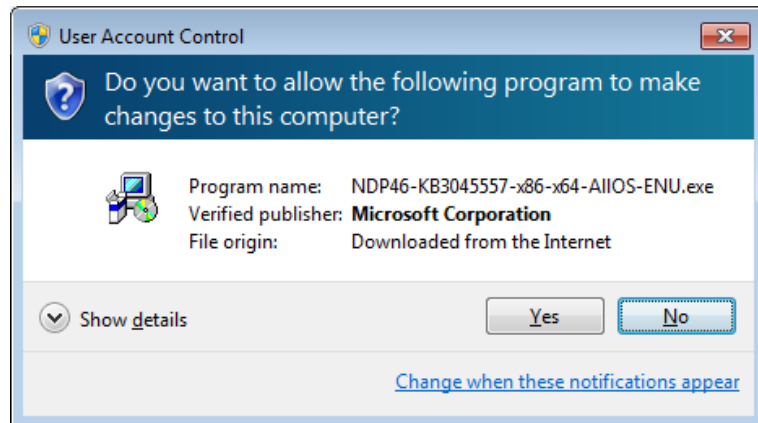 User Account Control
Do you want to allow the following program to make
changes to this computer?
Program name: NDP46-KB3045557-x86-x64-AllOS-ENU.exe
Verified publisher: Microsoft Corporation
File origin: Downloaded from the Internet
Show details
Yes
No
Change when these notifications appear